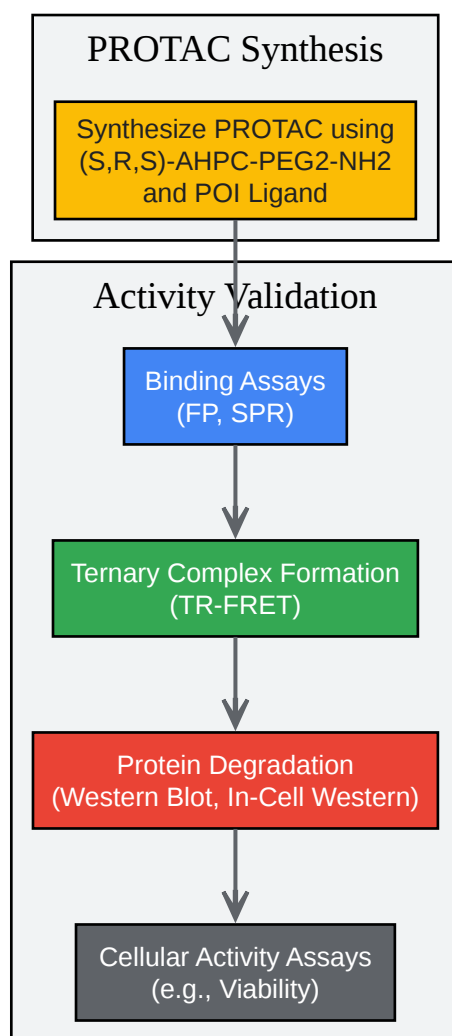 PROTAC Synthesis
Synthesize PROTAC using
(S,R,S)-AHPC-PEG2-NH2
and POI Ligand
Activity Validation
Binding Assays
(FP, SPR)
Ternary Complex Formation
(TR-FRET)
Protein Degradation
(Western Blot, In-Cell Western)
Cellular Activity Assays
(e.g., Viability)